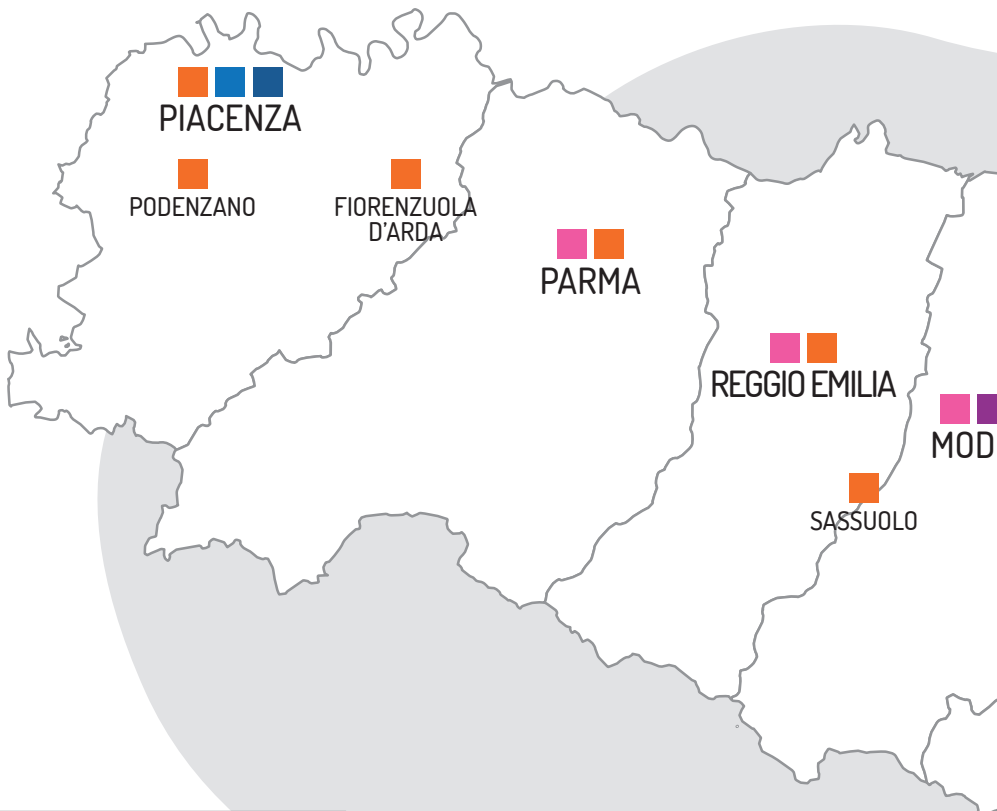 PIACENZA
PODENZANO
FIORENZUOLA
D'ARDA
PARMA
REGGIO EMILIA
MOD
SASSUOLO